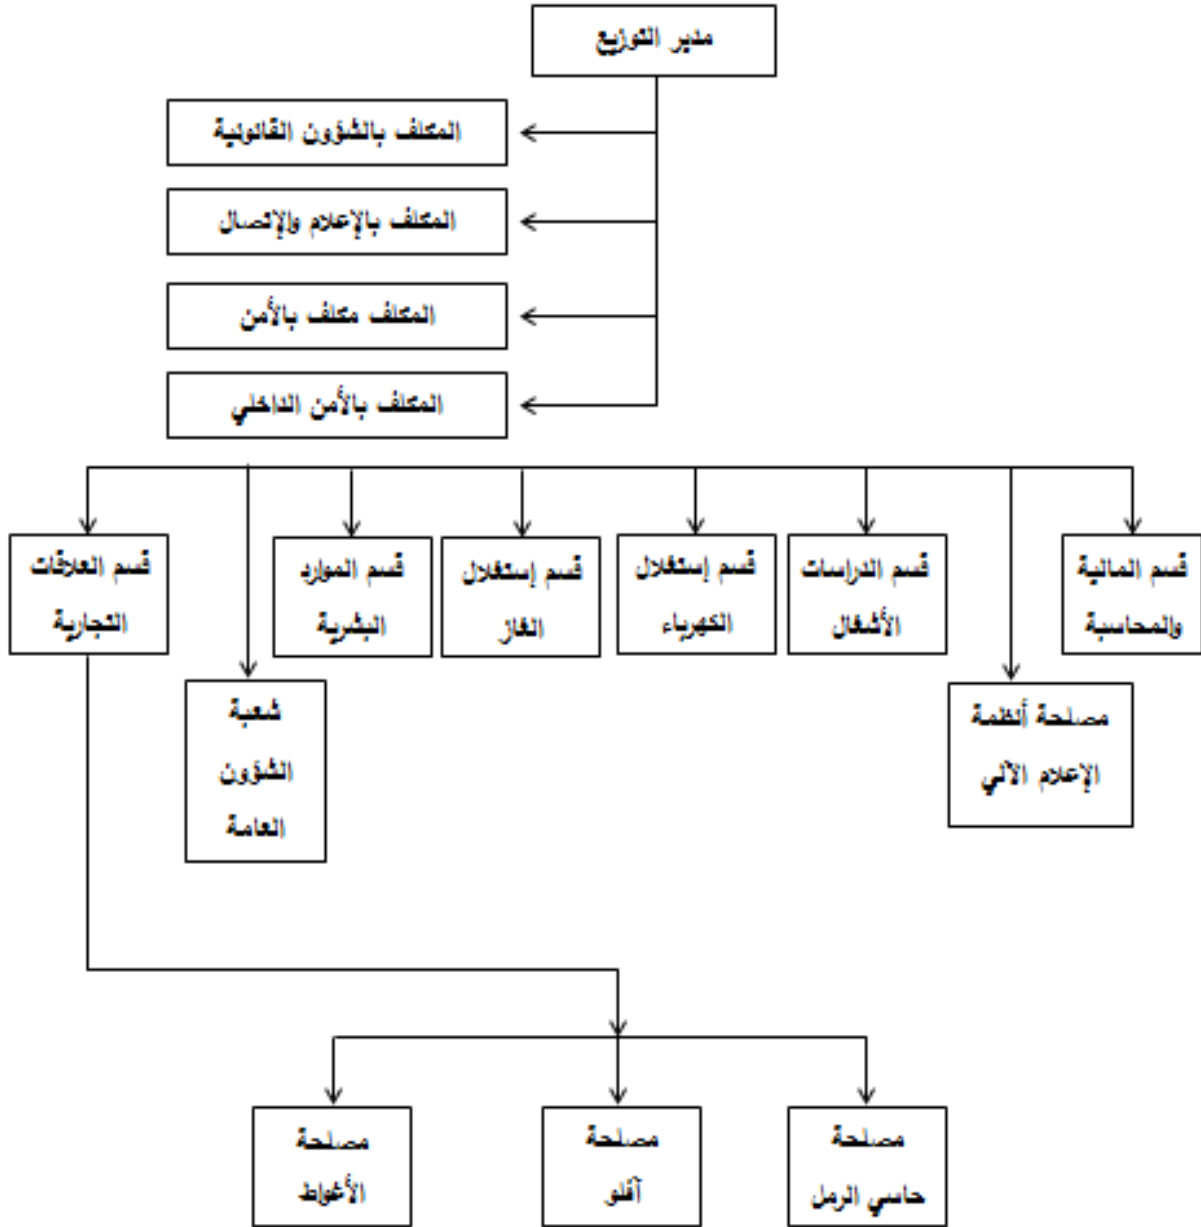 مدير التوزيع
المكلف بالشؤون القانونية
المكلف بالإعلام والإتصال
المكلف مكلف بالأمن
المكلف بالأمن الداخلي
قسم المالية
والمحاسبة
مصلحة أنظمة
الإعلام الآلي
قسم الدراسات
الأشغال
قسم إستغلال
الكهرباء
قسم إستغلال
الغاز
قسم الموارد
البشرية
شعبة
الشؤون
العامة
قسم العلاقات
التجارية
مصلحة
حاسي الرمل
مصلحة
آفلو
مصلحة
الأغواط